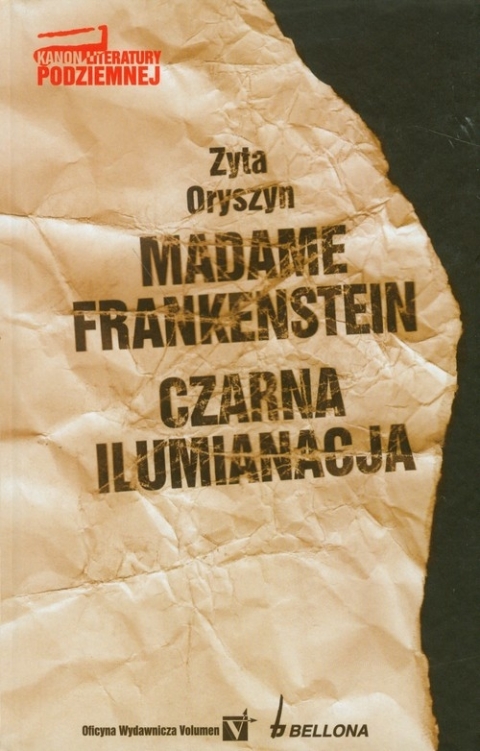 KANON LITERATURY
PODZIEMNEJ
Zyta
Oryszyn
MADAME
FRANKENSTEIN
CZARNA
ILUMIANACJA
Oficyna Wydawnicza Volumen V
b BELLONA